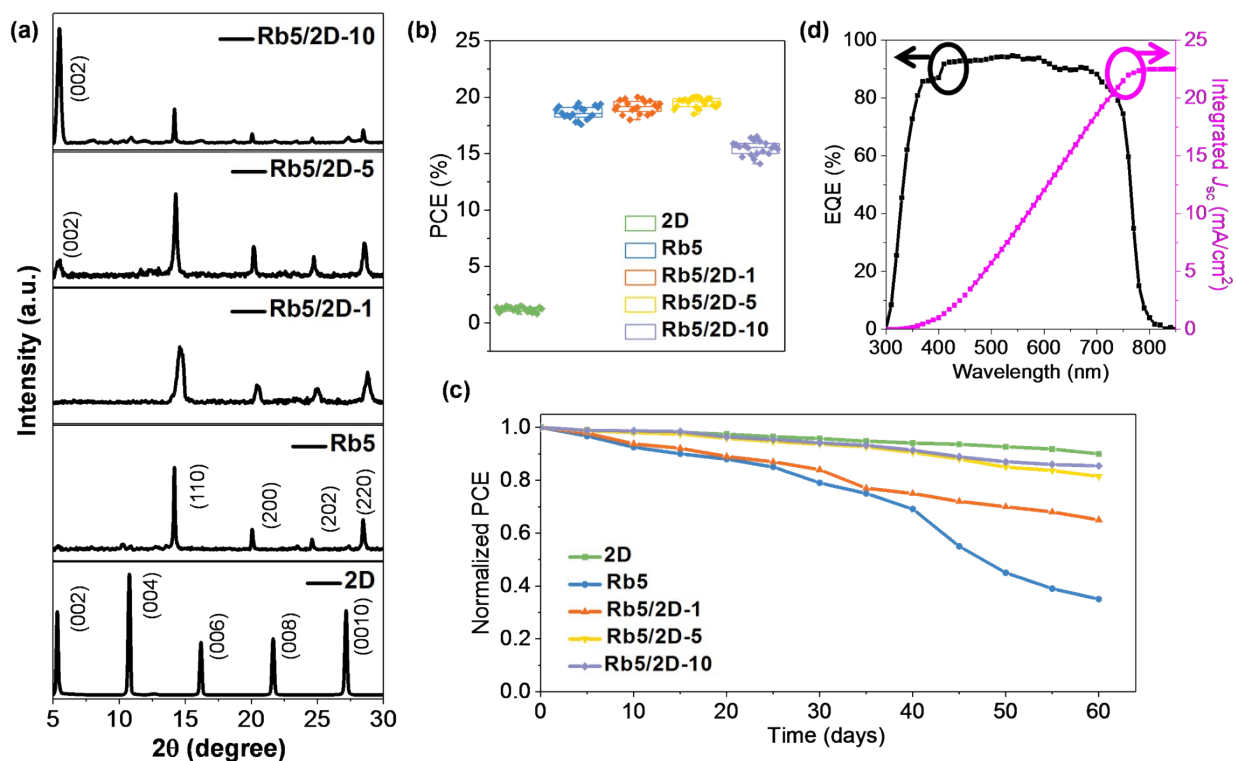 (a)
Intensity (a.u.)
(002)
Rb5/2D-10
(002)
Rb5/2D-5
Rb5/2D-1
Rb5
(110)
(200)
(202)
(220)
2D
(002)
(004)
(006)
(008)
(0010)
5 10 15 20 25 30
2θ (degree)
(b)
PCE (%)
25
20
15
10
5
0
2D
Rb5
Rb5/2D-1
Rb5/2D-5
Rb5/2D-10
(d)
EQE (%)
100
80
60
40
20
0
300 400 500 600 700 800
Wavelength (nm)
25
20
15
10
5
0
Integrated Jsc (mA/cm²)
(c)
Normalized PCE
1.0
0.8
0.6
0.4
0.2
0.0
2D
Rb5
Rb5/2D-1
Rb5/2D-5
Rb5/2D-10
0 10 20 30 40 50 60
Time (days)